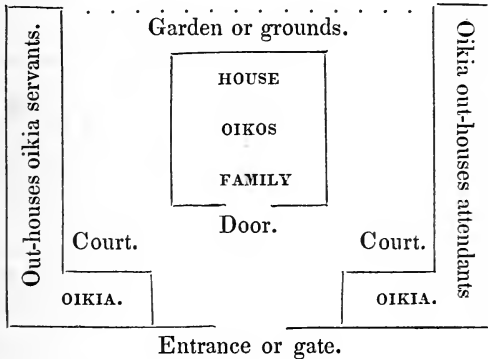 Garden or grounds.
Out-houses oikia servants.
HOUSE
OIKOS
FAMILY
Oikia out-houses attendants
Door.
Court.
Court.
OIKIA.
OIKIA.
Entrance or gate.